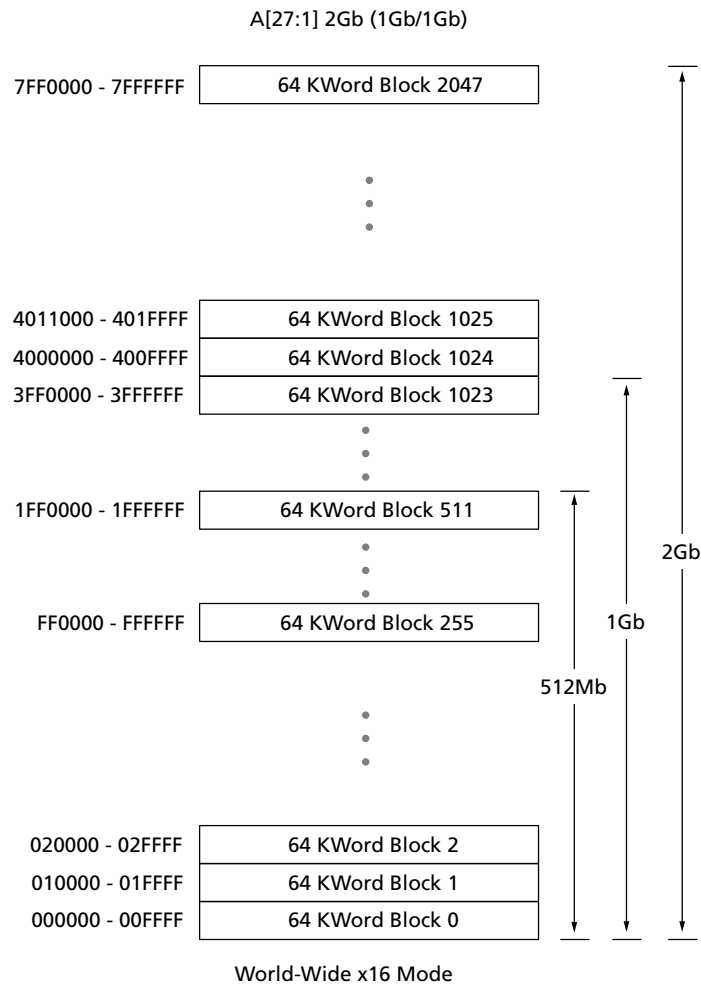 A[27:1] 2Gb (1Gb/1Gb)
7FF0000 - 7FFFFFF 64 KWord Block 2047
4011000 - 401FFFF 64 KWord Block 1025
4000000 - 400FFFF 64 KWord Block 1024
3FF0000 - 3FFFFFF 64 KWord Block 1023
1FF0000 - 1FFFFFF 64 KWord Block 511
2Gb
FF0000 - FFFFFF 64 KWord Block 255
1Gb
512Mb
020000 - 02FFFF 64 KWord Block 2
010000 - 01FFFF 64 KWord Block 1
000000 - 00FFFF 64 KWord Block 0
World-Wide x16 Mode